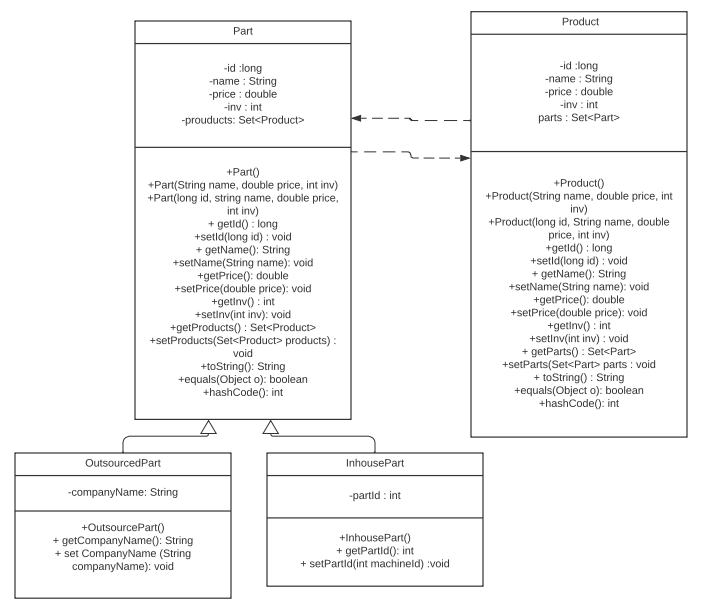 Part
-id :long
-name : String
-price : double
-inv : int
-prouducts: Set<Product>
+Part()
+Part(String name, double price, int inv)
+Part(long id, string name, double price,
int inv)
+ getId() : long
+setId(long id) : void
+ getName(): String
+setName(String name): void
+getPrice(): double
+setPrice(double price): void
+getInv() : int
+setInv(int inv): void
+getProducts() : Set<Product>
+setProducts(Set<Product> products) :
void
+toString(): String
+equals(Object o): boolean
+hashCode(): int
Product
-id :long
-name : String
-price : double
-inv : int
parts : Set<Part>
+Product()
+Product(String name, double price, int
inv)
+Product(long id, String name, double
price, int inv)
+getId() : long
+setId(long id) : void
+ getName(): String
+setName(String name): void
+getPrice(): double
+setPrice(double price): void
+getInv() : int
+setInv(int inv) : void
+ getParts() : Set<Part>
+setParts(Set<Part> parts : void
+ toString() : String
+equals(Object o): boolean
+hashCode(): int
OutsourcedPart
-companyName: String
+OutsourcePart()
+ getCompanyName(): String
+ set CompanyName (String
companyName): void
InhousePart
-partId : int
+InhousePart()
+ getPartId(): int
+ setPartId(int machineId) :void